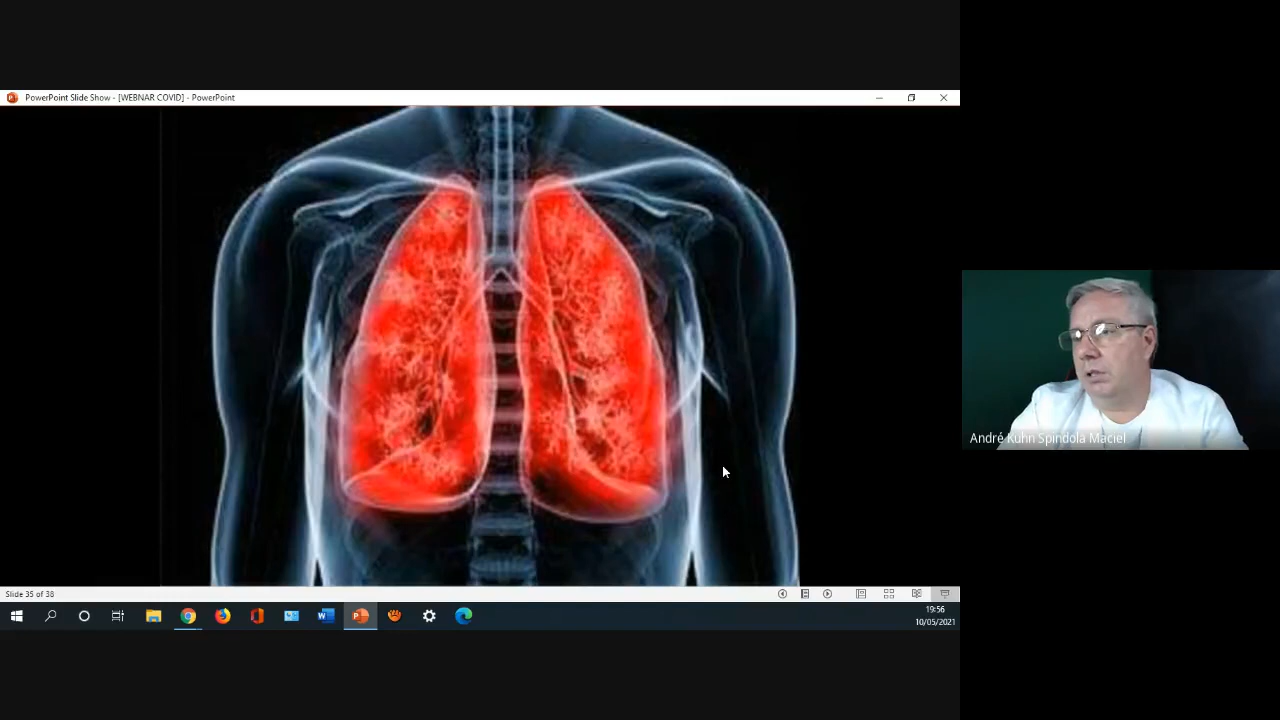 PowerPoint Slide Show - [WEBNAR COVID] - PowerPoint
André Kuhn Spindola Maciel
Slide 35 of 38
19:56
10/05/2021